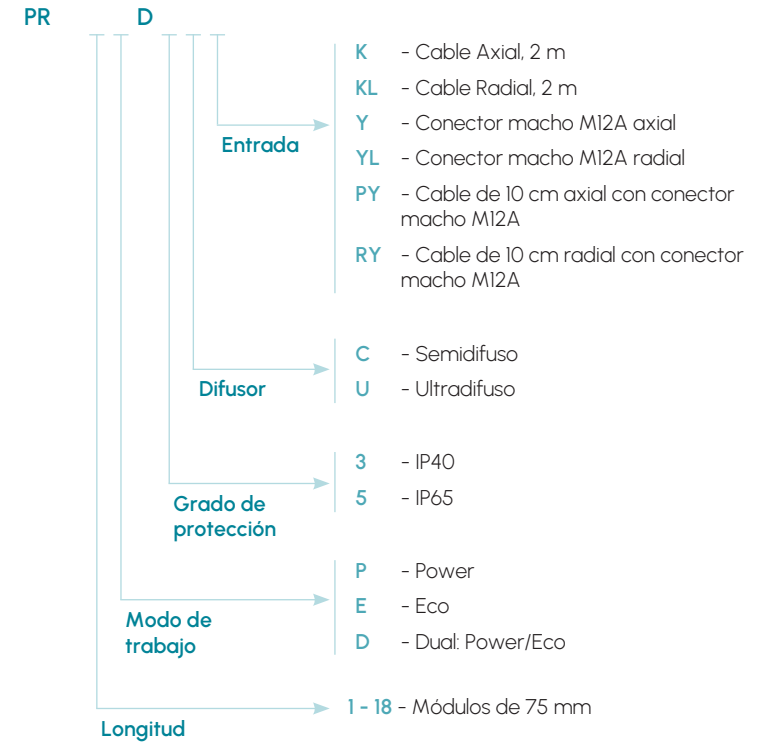 PR D
K - Cable Axial, 2 m
KL - Cable Radial, 2 m
Y - Conector macho M12A axial
Entrada
YL - Conector macho M12A radial
PY - Cable de 10 cm axial con conector
macho M12A
RY - Cable de 10 cm radial con conector
macho M12A
C - Semidifuso
Difusor
U - Ultradifuso
3 - IP40
5 - IP65
Grado de
protección
P - Power
E - Eco
Modo de
trabajo
D - Dual: Power/Eco
1 - 18 - Módulos de 75 mm
Longitud